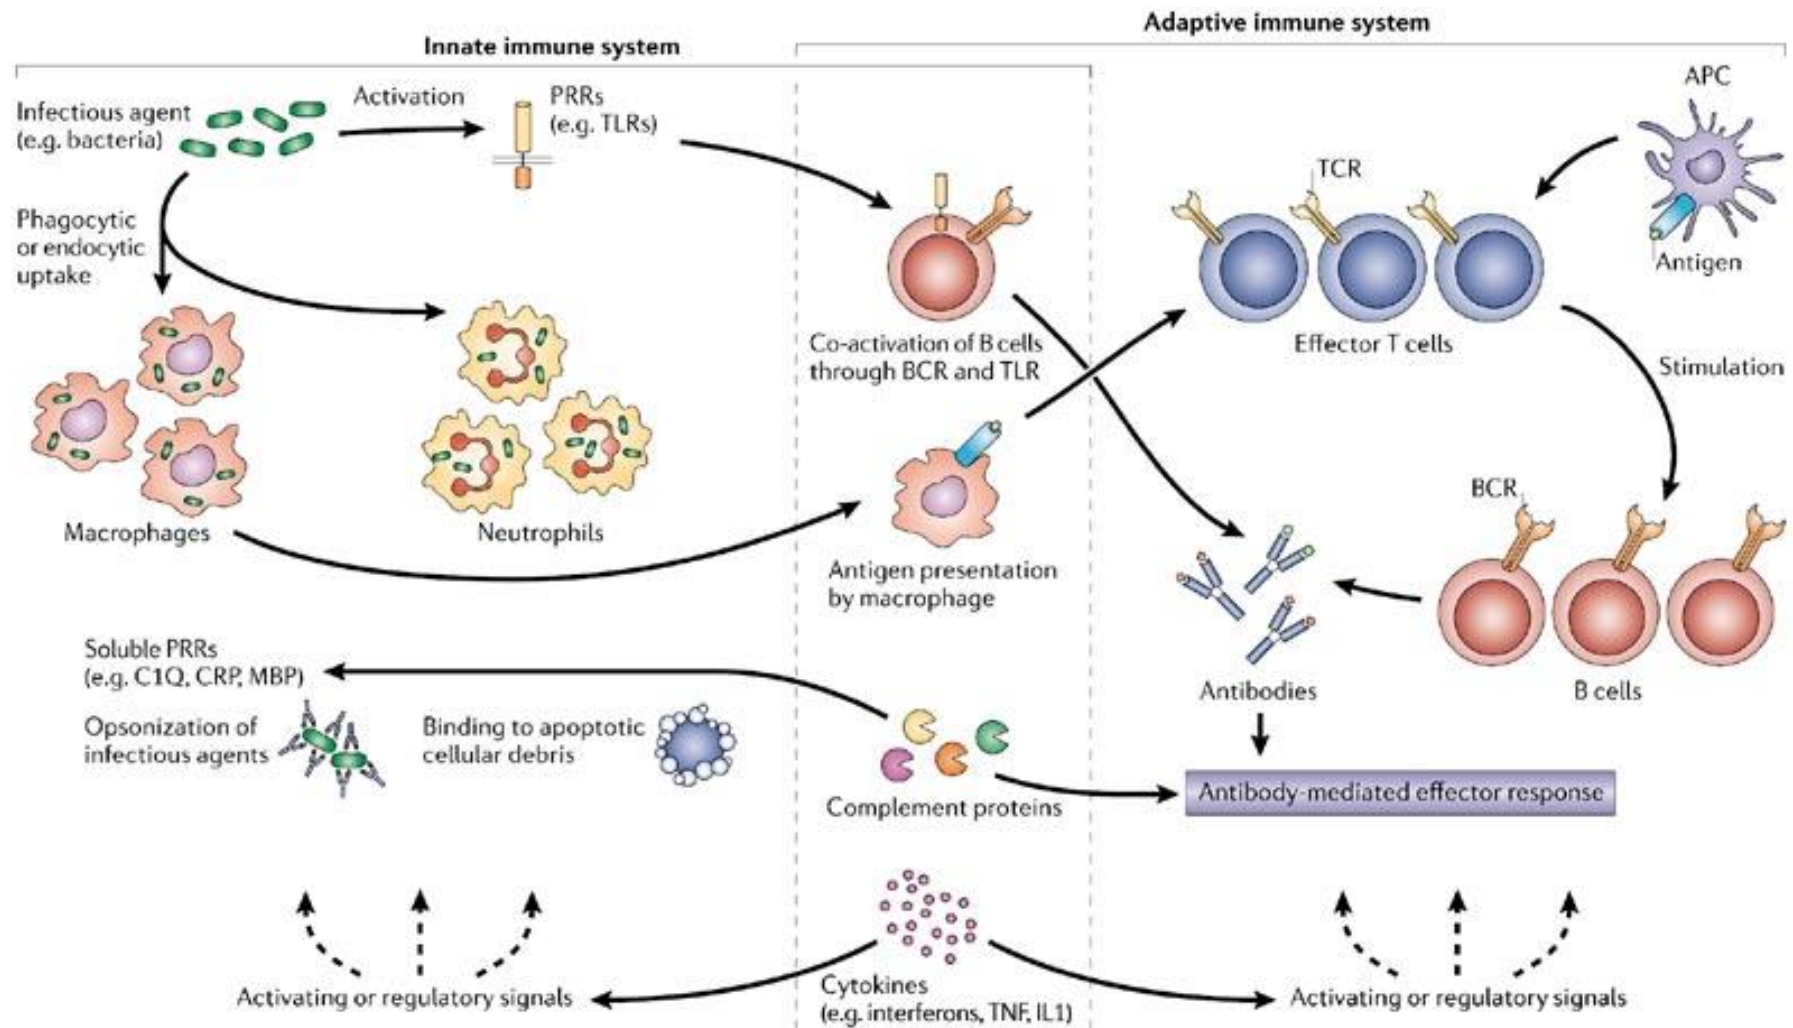 Innate immune system
Adaptive immune system
Infectious agent
(e.g. bacteria)
Activation
PRRs
(e.g. TLRs)
APC
TCR
Antigen
Phagocytic
or endocytic
uptake
Co-activation of B cells
through BCR and TLR
Effector T cells
Stimulation
Macrophages
Neutrophils
BCR
Antigen presentation
by macrophage
Soluble PRRs
(e.g. C1Q, CRP, MBP)
Antibodies
B cells
Opsonization of
infectious agents
Binding to apoptotic
cellular debris
Complement proteins
Antibody-mediated effector response
Activating or regulatory signals
Cytokines
(e.g. interferons, TNF, IL1)
Activating or regulatory signals